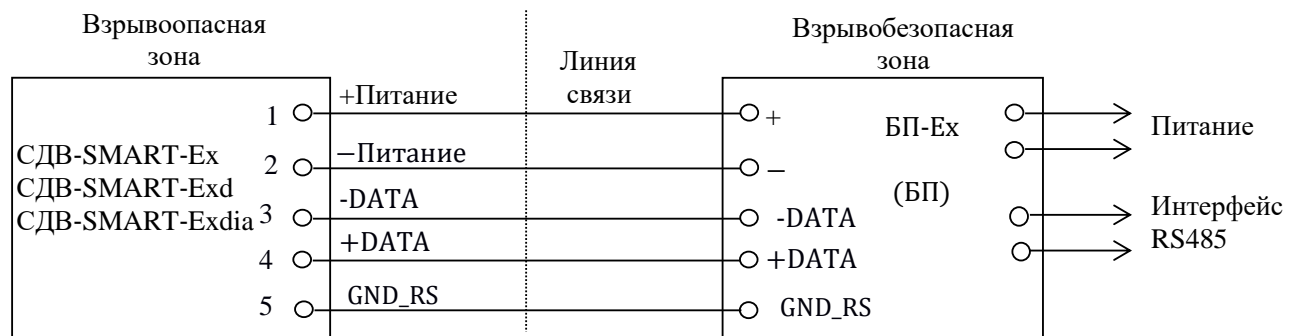 Взрывоопасная
зона
Линия
связи
Взрывобезопасная
зона
СДВ-SMART-Ex
СДВ-SMART-Exd
СДВ-SMART-Exdia
1
+Питание
2
−Питание
3
-DATA
4
+DATA
5
GND_RS
+
−
-DATA
+DATA
GND_RS
БП-Ex
(БП)
Питание
Интерфейс
RS485